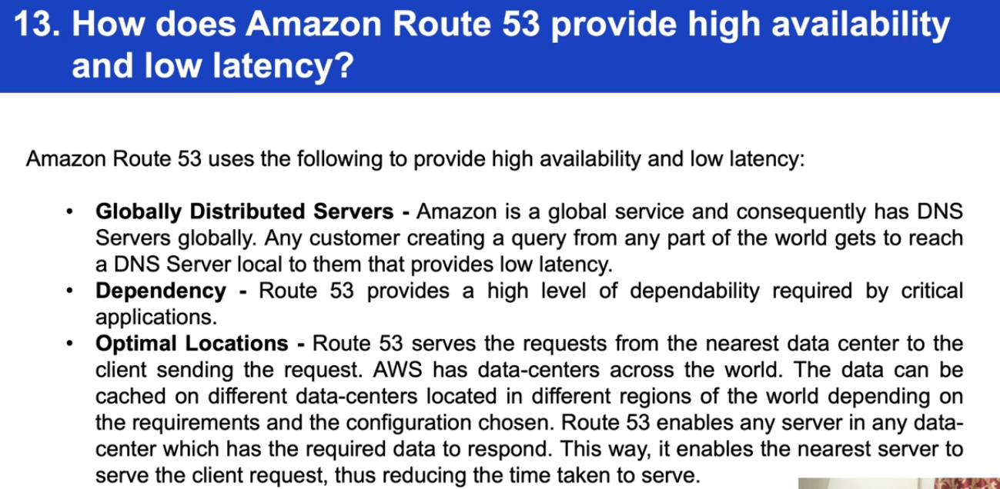 13. How does Amazon Route 53 provide high availability
and low latency?
Amazon Route 53 uses the following to provide high availability and low latency:
• Globally Distributed Servers - Amazon is a global service and consequently has DNS
Servers globally. Any customer creating a query from any part of the world gets to reach
a DNS Server local to them that provides low latency.
• Dependency - Route 53 provides a high level of dependability required by critical
applications.
• Optimal Locations - Route 53 serves the requests from the nearest data center to the
client sending the request. AWS has data-centers across the world. The data can be
cached on different data-centers located in different regions of the world depending on
the requirements and the configuration chosen. Route 53 enables any server in any data-
center which has the required data to respond. This way, it enables the nearest server to
serve the client request, thus reducing the time taken to serve.